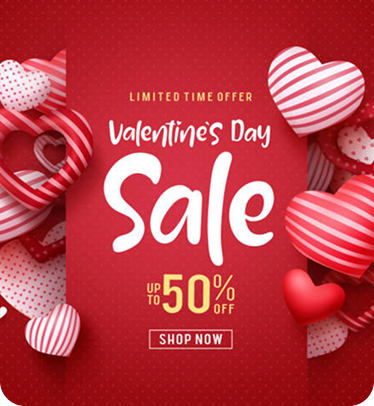 LIMITED TIME OFFER
Valentine's Day
Sale
UP TO 50% OFF
SHOP NOW